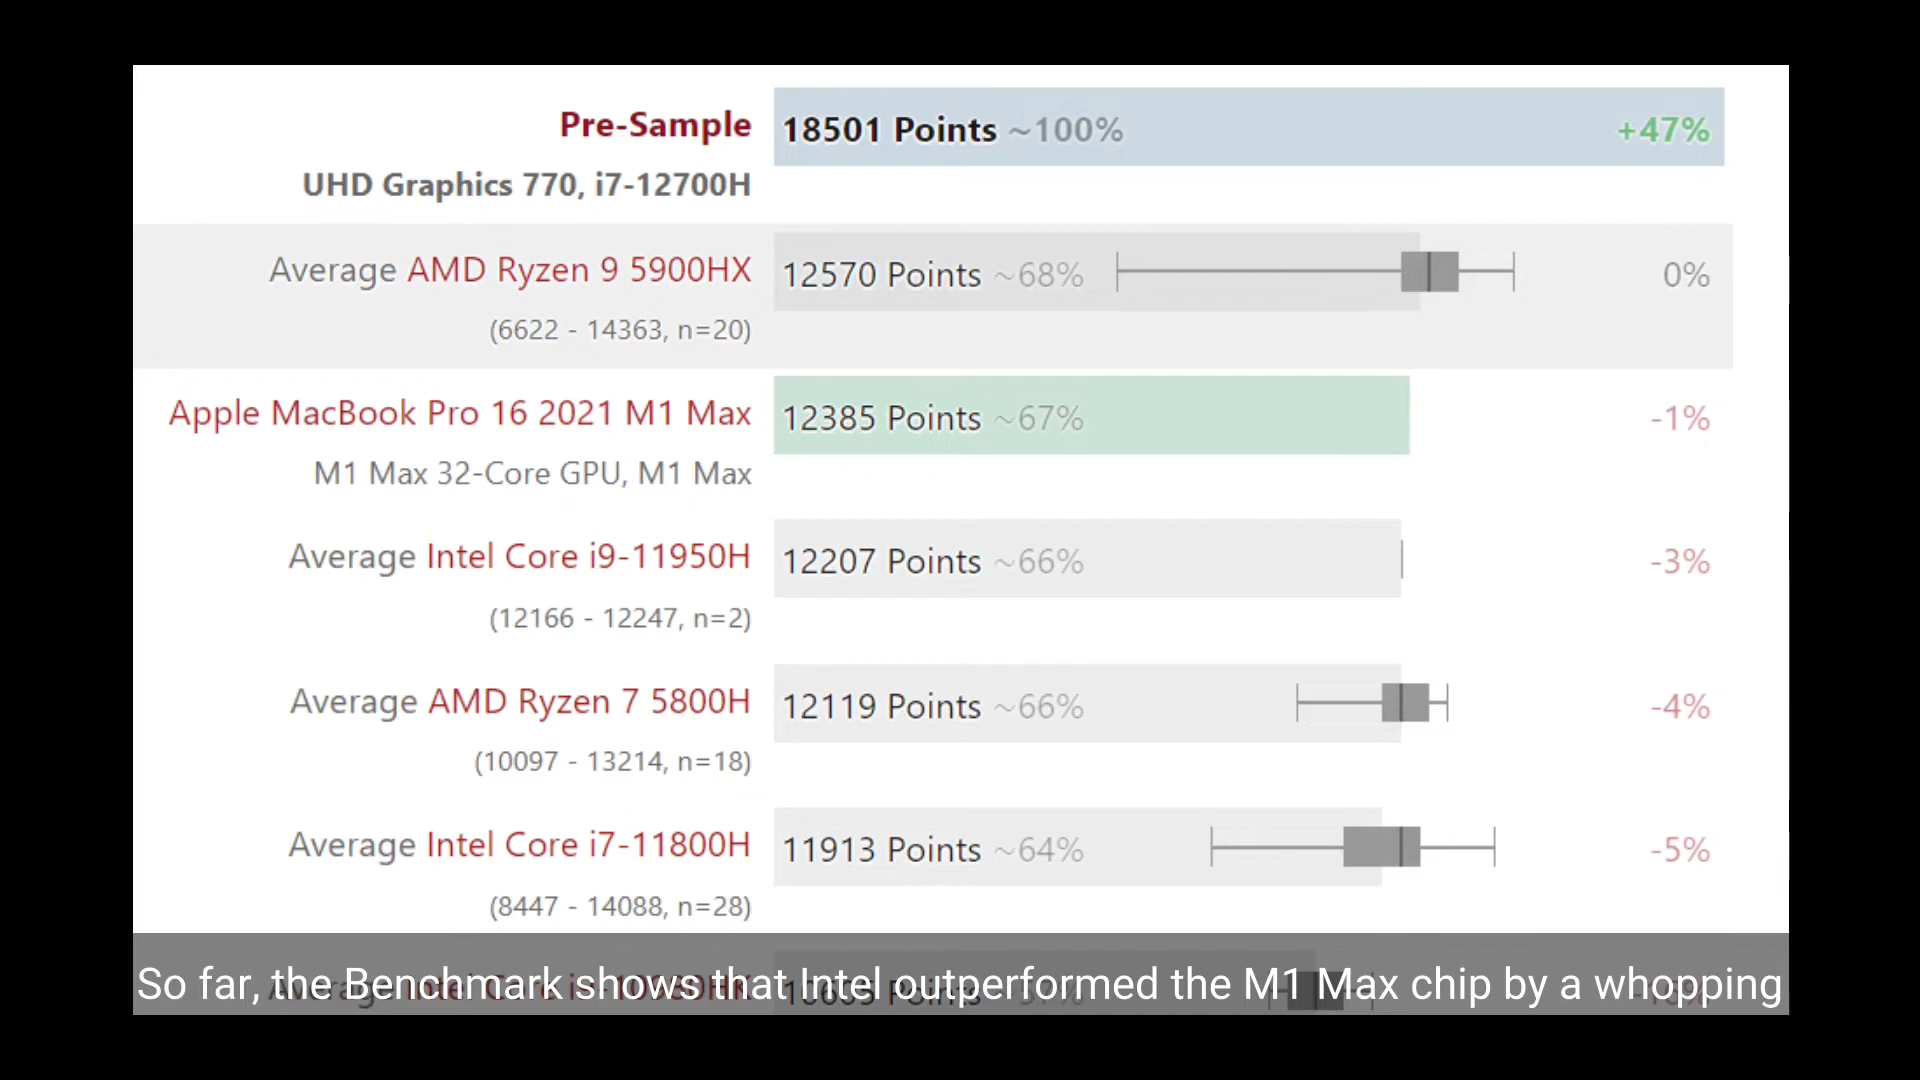 Pre-Sample
18501 Points ~100%
+47%
UHD Graphics 770, i7-12700H
Average AMD Ryzen 9 5900HX
12570 Points ~68%
0%
(6622 - 14363, n=20)
Apple MacBook Pro 16 2021 M1 Max
12385 Points ~67%
-1%
M1 Max 32-Core GPU, M1 Max
Average Intel Core i9-11950H
12207 Points ~66%
-3%
(12166 - 12247, n=2)
Average AMD Ryzen 7 5800H
12119 Points ~66%
-4%
(10097 - 13214, n=18)
Average Intel Core i7-11800H
11913 Points ~64%
-5%
(8447 - 14088, n=28)
So far, the Benchmark shows that Intel outperformed the M1 Max chip by a whopping